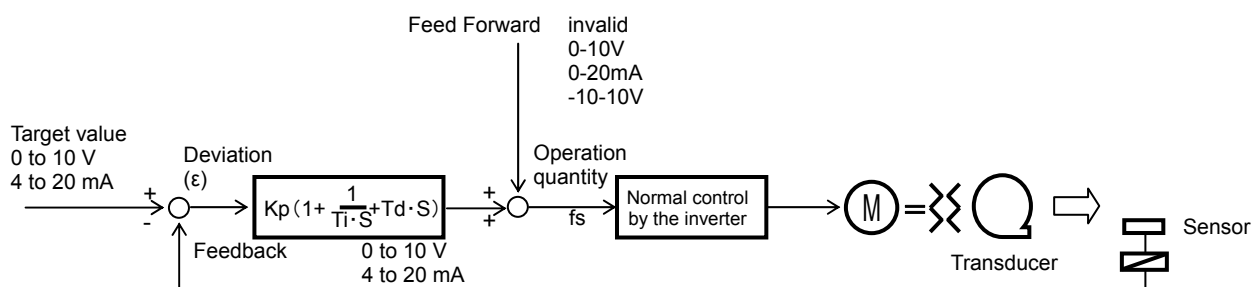 Feed Forward
invalid
0-10V
0-20mA
-10-10V
Target value
0 to 10 V
4 to 20 mA
+
-
Deviation
(ε)
Kp(1+ 1/Ti·S +Td·S)
0 to 10 V
4 to 20 mA
Feedback
+
+
Operation
quantity
fs
Normal control
by the inverter
M
=
Transducer
Sensor